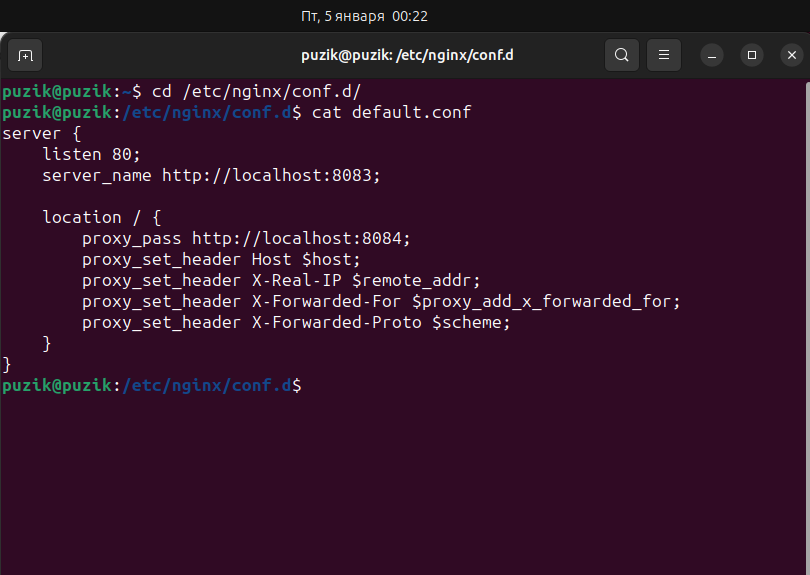 Пт, 5 января 00:22
puzik@puzik: /etc/nginx/conf.d
puzik@puzik:~$ cd /etc/nginx/conf.d/
puzik@puzik:/etc/nginx/conf.d$ cat default.conf
server {
    listen 80;
    server_name http://localhost:8083;

    location / {
        proxy_pass http://localhost:8084;
        proxy_set_header Host $host;
        proxy_set_header X-Real-IP $remote_addr;
        proxy_set_header X-Forwarded-For $proxy_add_x_forwarded_for;
        proxy_set_header X-Forwarded-Proto $scheme;
    }
}
puzik@puzik:/etc/nginx/conf.d$